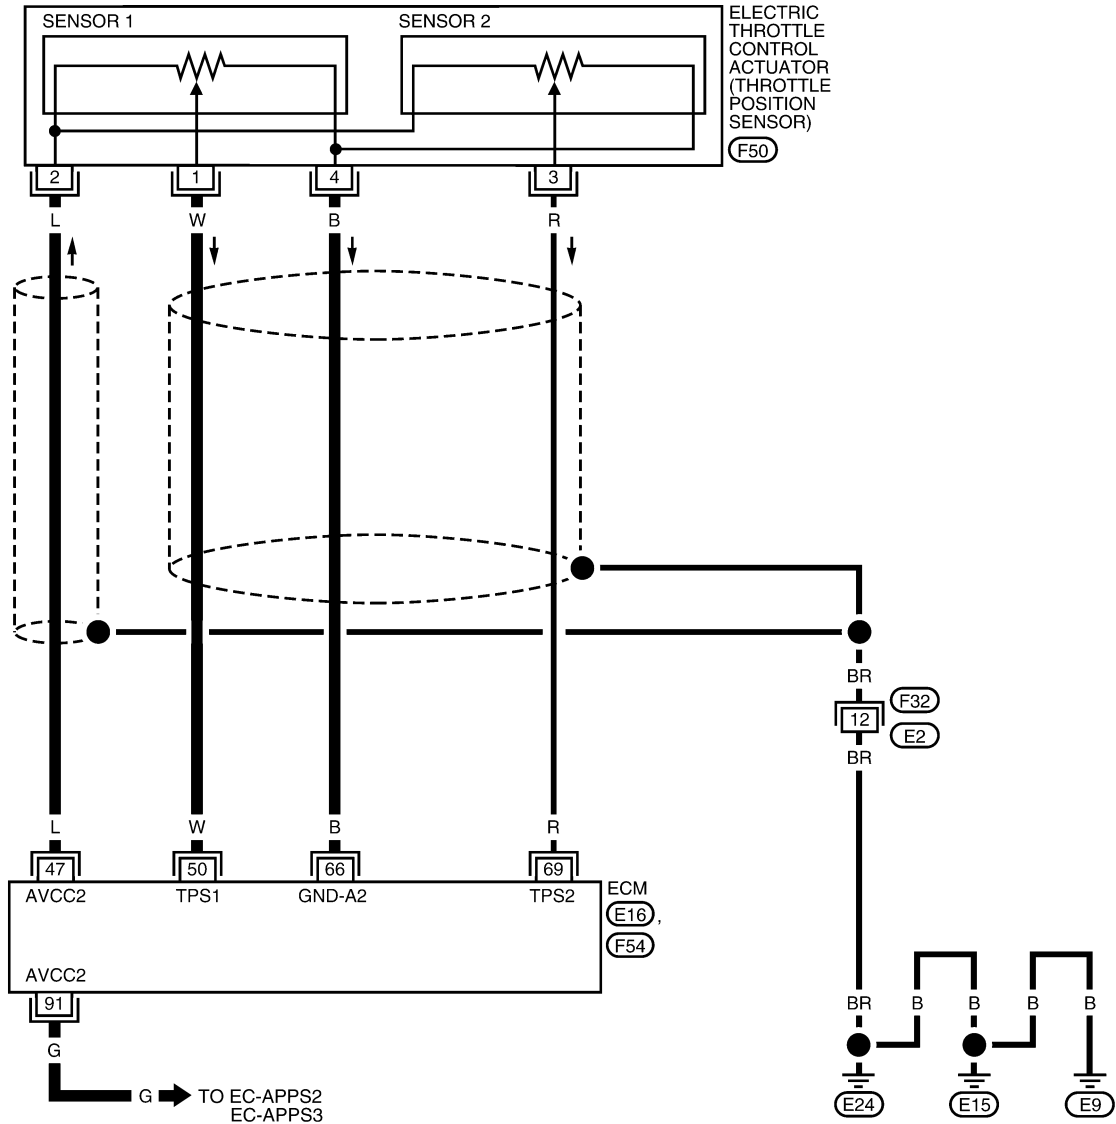 SENSOR 1
SENSOR 2
ELECTRIC
THROTTLE
CONTROL
ACTUATOR
(THROTTLE
POSITION
SENSOR)
F50
2 1 4 3
L W B R
BR
F32
12
E2
BR
L W B R
47 50 66 69
AVCC2 TPS1 GND-A2 TPS2
ECM
E16 ,
F54
AVCC2
91
G
G TO EC-APPS2
EC-APPS3
BR B B B B
E24 E15 E9